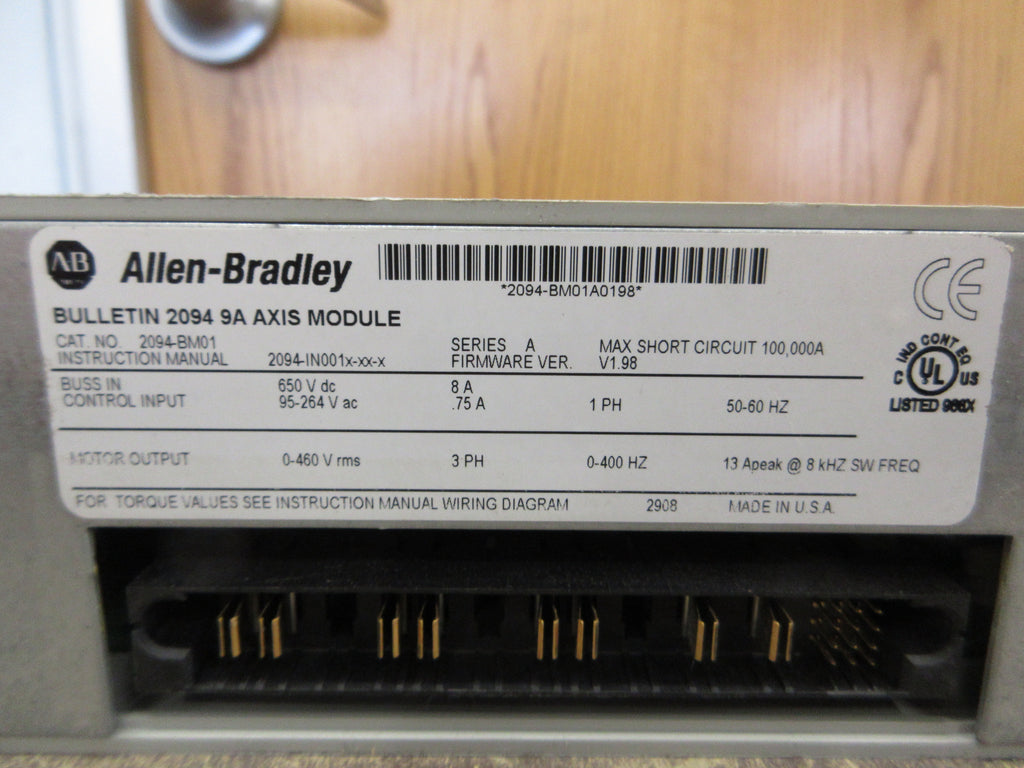 AB
Allen-Bradley
*2094-BM01A0198*
CE
BULLETIN 2094 9A AXIS MODULE
CAT. NO. 2094-BM01 SERIES A MAX SHORT CIRCUIT 100,000A
INSTRUCTION MANUAL 2094-IN001x-xx-x FIRMWARE VER. V1.98
IND CONT EQ
C UL US
LISTED
BUSS IN 650 V dc 8 A
CONTROL INPUT 95-264 V ac .75 A 1 PH 50-60 HZ
MOTOR OUTPUT 0-460 V rms 3 PH 0-400 HZ 13 Apeak @ 8 kHZ SW FREQ
FOR TORQUE VALUES SEE INSTRUCTION MANUAL WIRING DIAGRAM 2908 MADE IN U.S.A.